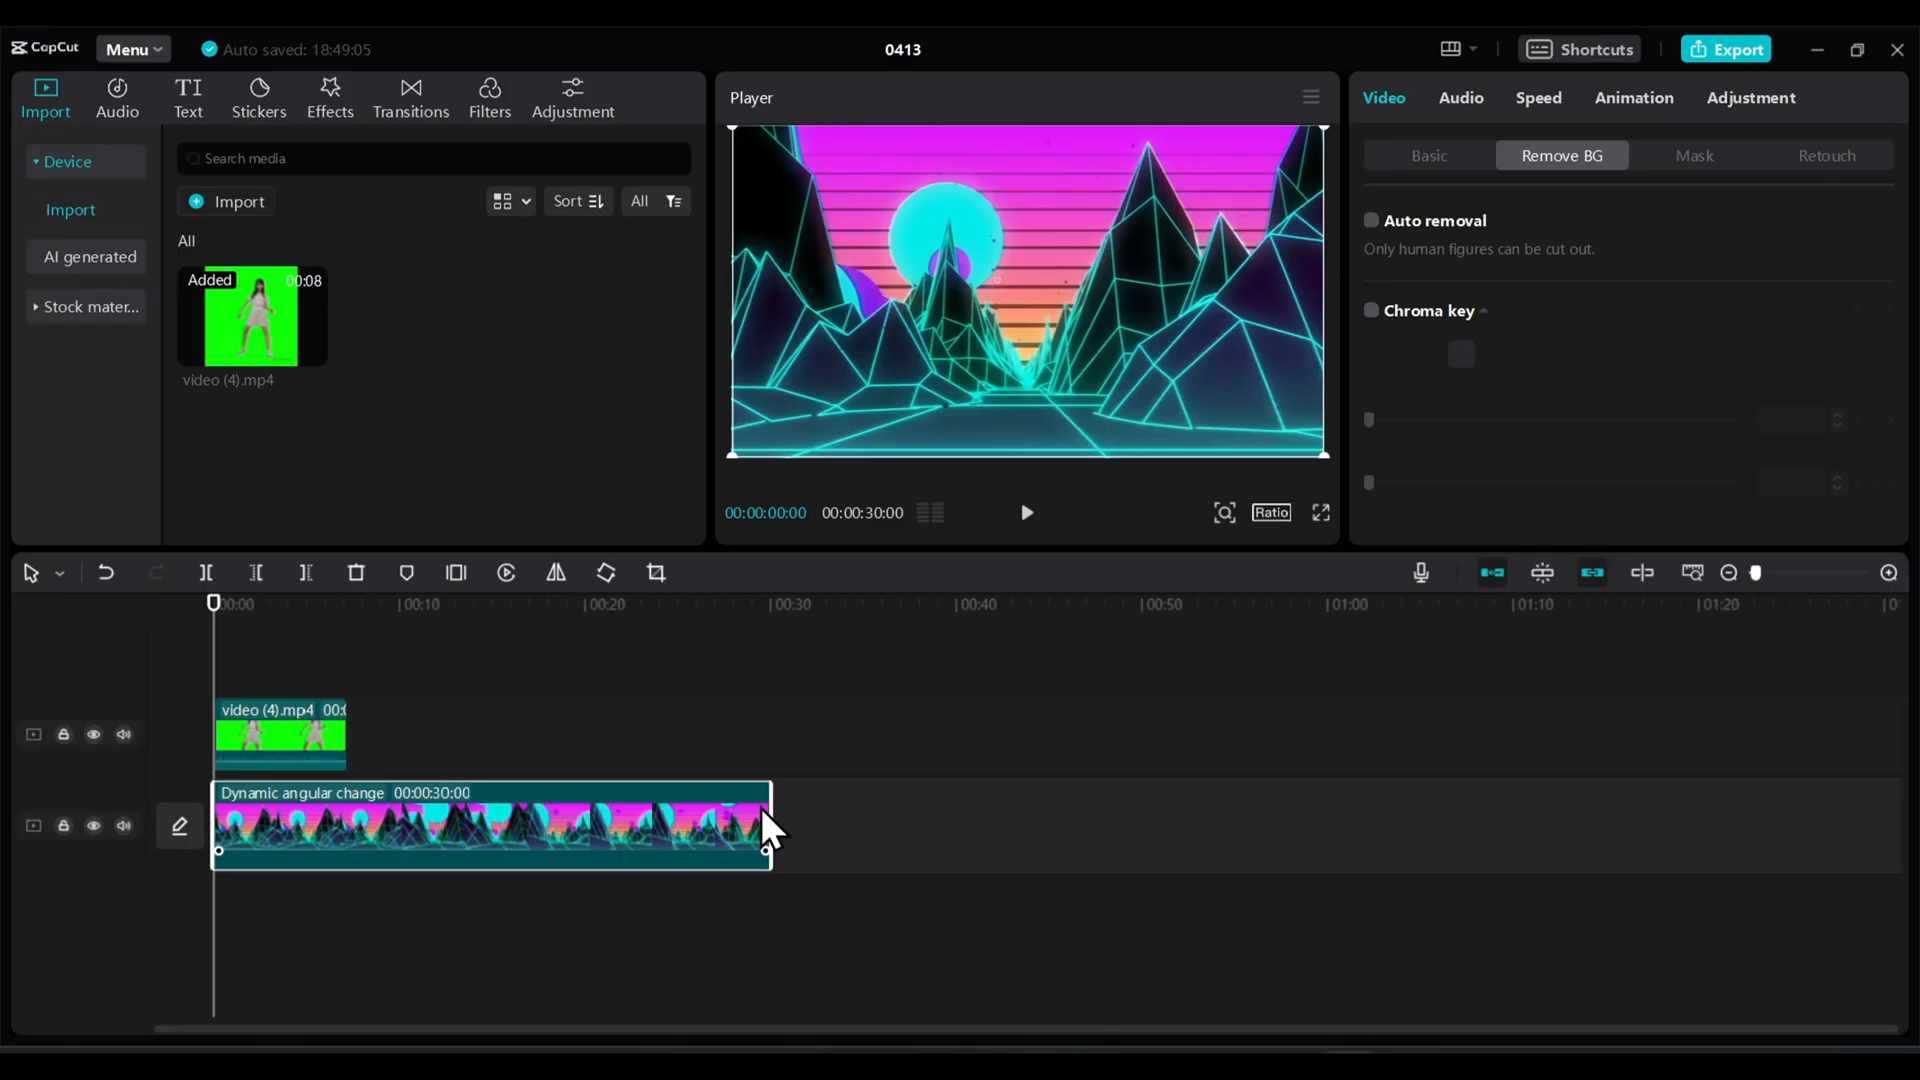 CapCut
Menu
Auto saved: 18:49:05
0413
Shortcuts
Export
Import
Audio
Text
Stickers
Effects
Transitions
Filters
Adjustment
Device
Import
AI generated
Stock mater...
Search media
Import
Sort
All
All
Added
00:08
video (4).mp4
Player
00:00:00:00
00:00:30:00
Ratio
Video
Audio
Speed
Animation
Adjustment
Basic
Remove BG
Mask
Retouch
Auto removal
Only human figures can be cut out.
Chroma key
00:00
00:10
00:20
00:30
00:40
00:50
01:00
01:10
01:20
video (4).mp4
Dynamic angular change 00:00:30:00